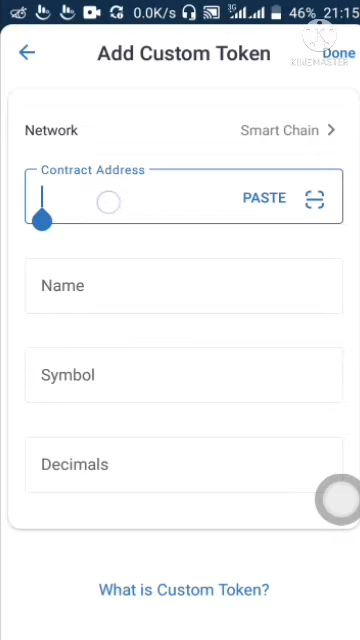 0.0K/s 3G 46% 21:15
Add Custom Token
Done
KINEMASTER
Network
Smart Chain
Contract Address
PASTE
Name
Symbol
Decimals
What is Custom Token?